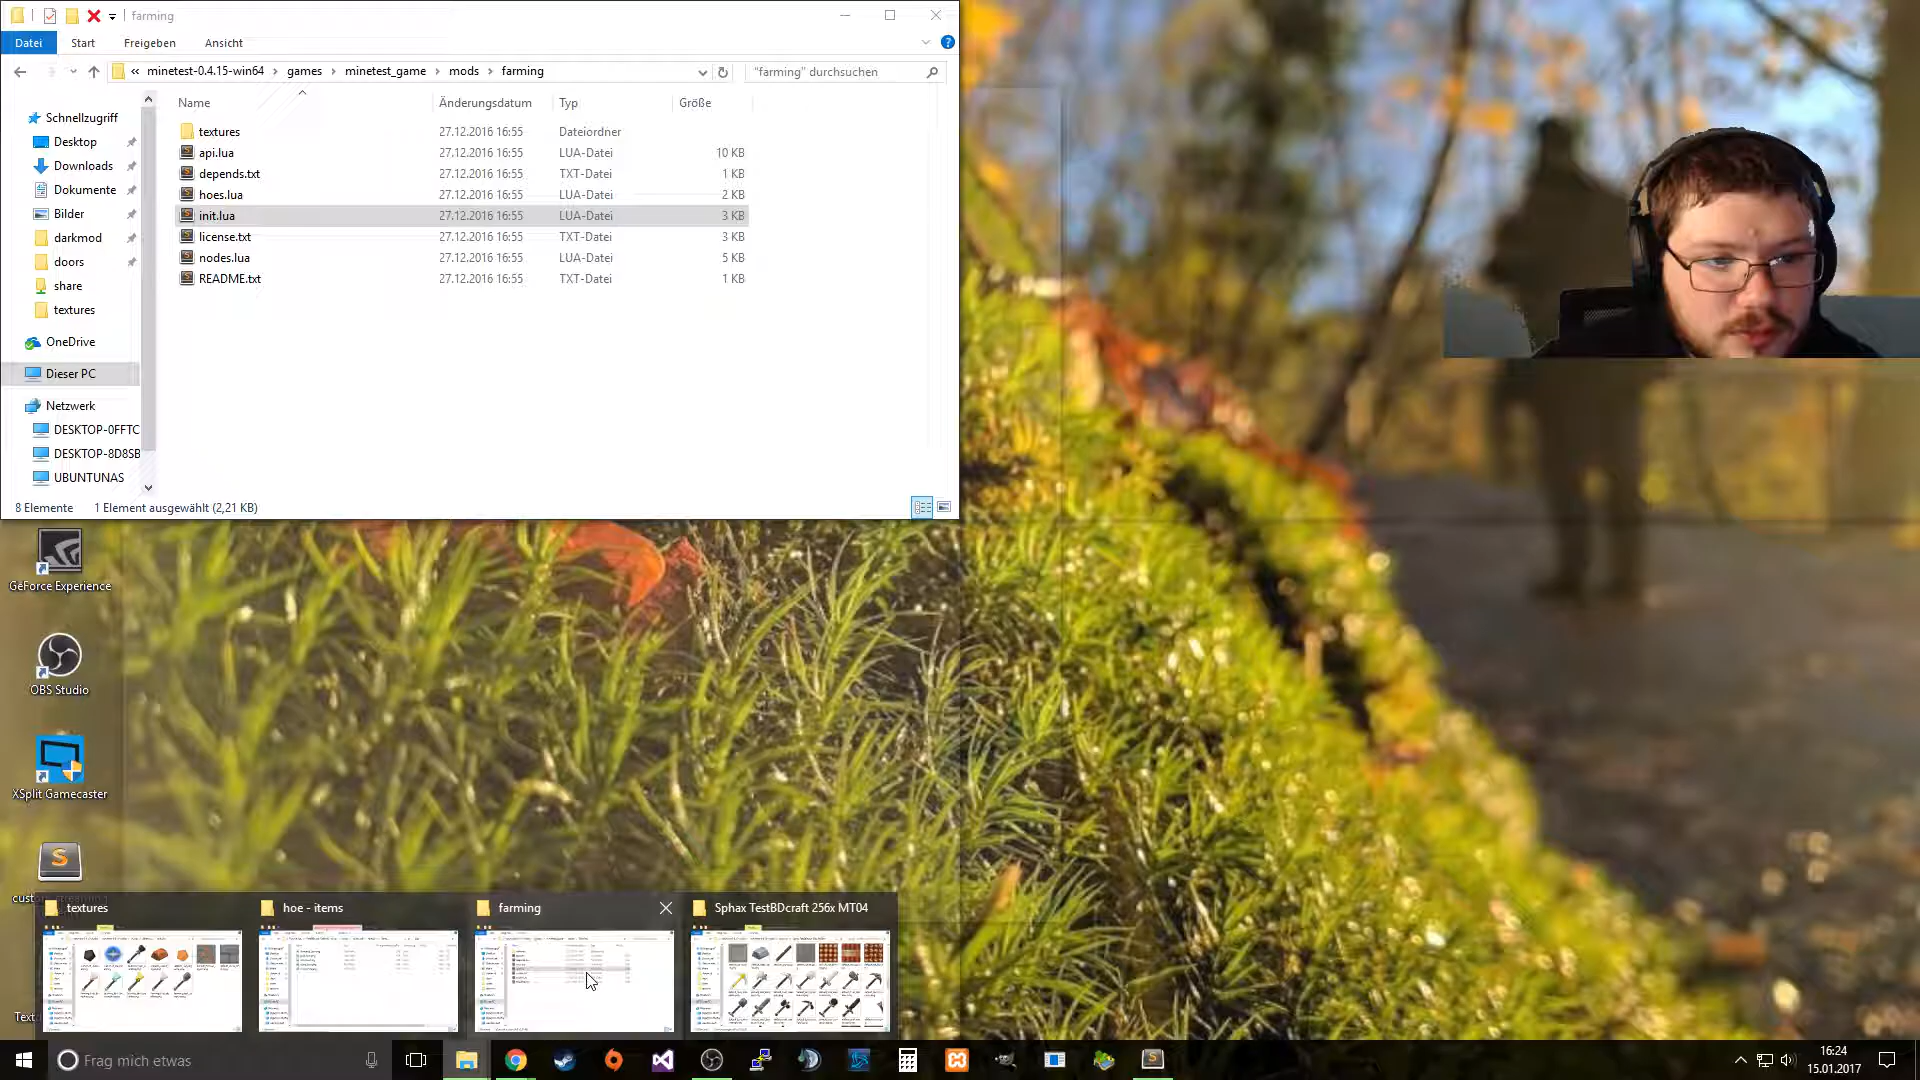 farming
Datei
Start
Freigeben
Ansicht
« minetest-0.4.15-win64 › games › minetest_game › mods › farming
"farming" durchsuchen
Name
Änderungsdatum
Typ
Größe
textures 27.12.2016 16:55 Dateiordner
api.lua 27.12.2016 16:55 LUA-Datei 10 KB
depends.txt 27.12.2016 16:55 TXT-Datei 1 KB
hoes.lua 27.12.2016 16:55 LUA-Datei 2 KB
init.lua 27.12.2016 16:55 LUA-Datei 3 KB
license.txt 27.12.2016 16:55 TXT-Datei 3 KB
nodes.lua 27.12.2016 16:55 LUA-Datei 5 KB
README.txt 27.12.2016 16:55 TXT-Datei 1 KB
Schnellzugriff
Desktop
Downloads
Dokumente
Bilder
darkmod
doors
share
textures
OneDrive
Dieser PC
Netzwerk
DESKTOP-0FFTC
DESKTOP-8D8SB
UBUNTUNAS
8 Elemente
1 Element ausgewählt (2,21 KB)
GeForce Experience
OBS Studio
XSplit Gamecaster
textures
hoe - items
farming
Sphax TestBDcraft 256x MT04
Frag mich etwas
16:24
15.01.2017